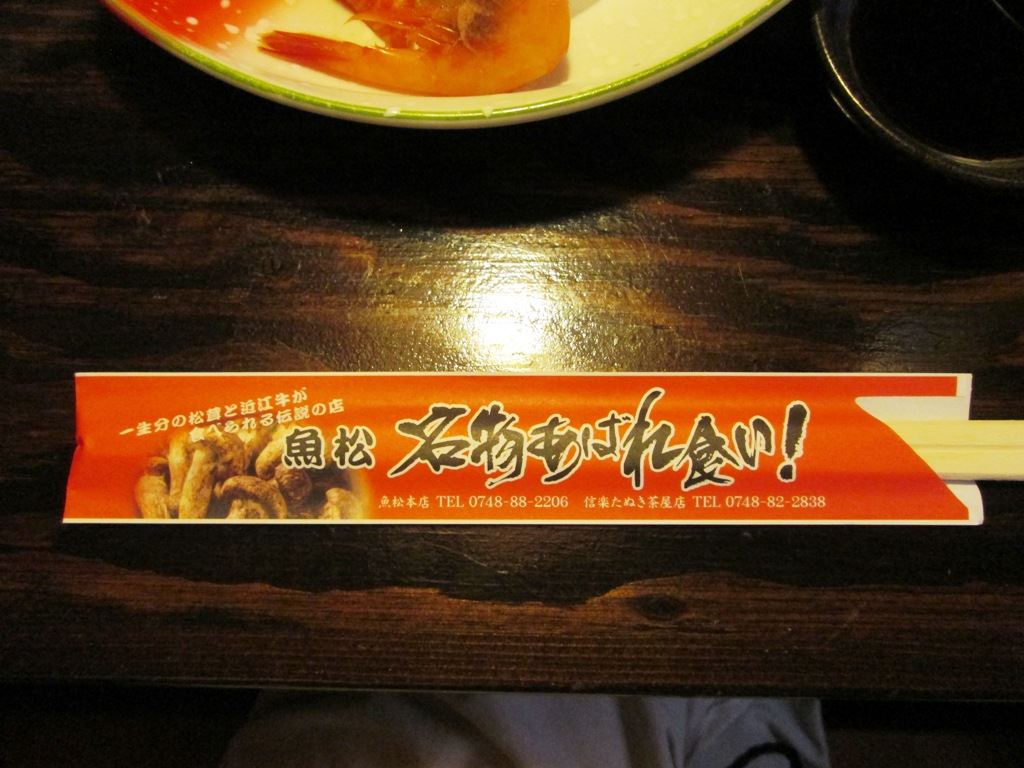 一生分の松茸と近江牛が
食べられる伝説の店
魚松 名物あばれ食い!
魚松本店 TEL 0748-88-2206 信楽たぬき茶屋店 TEL 0748-82-2838